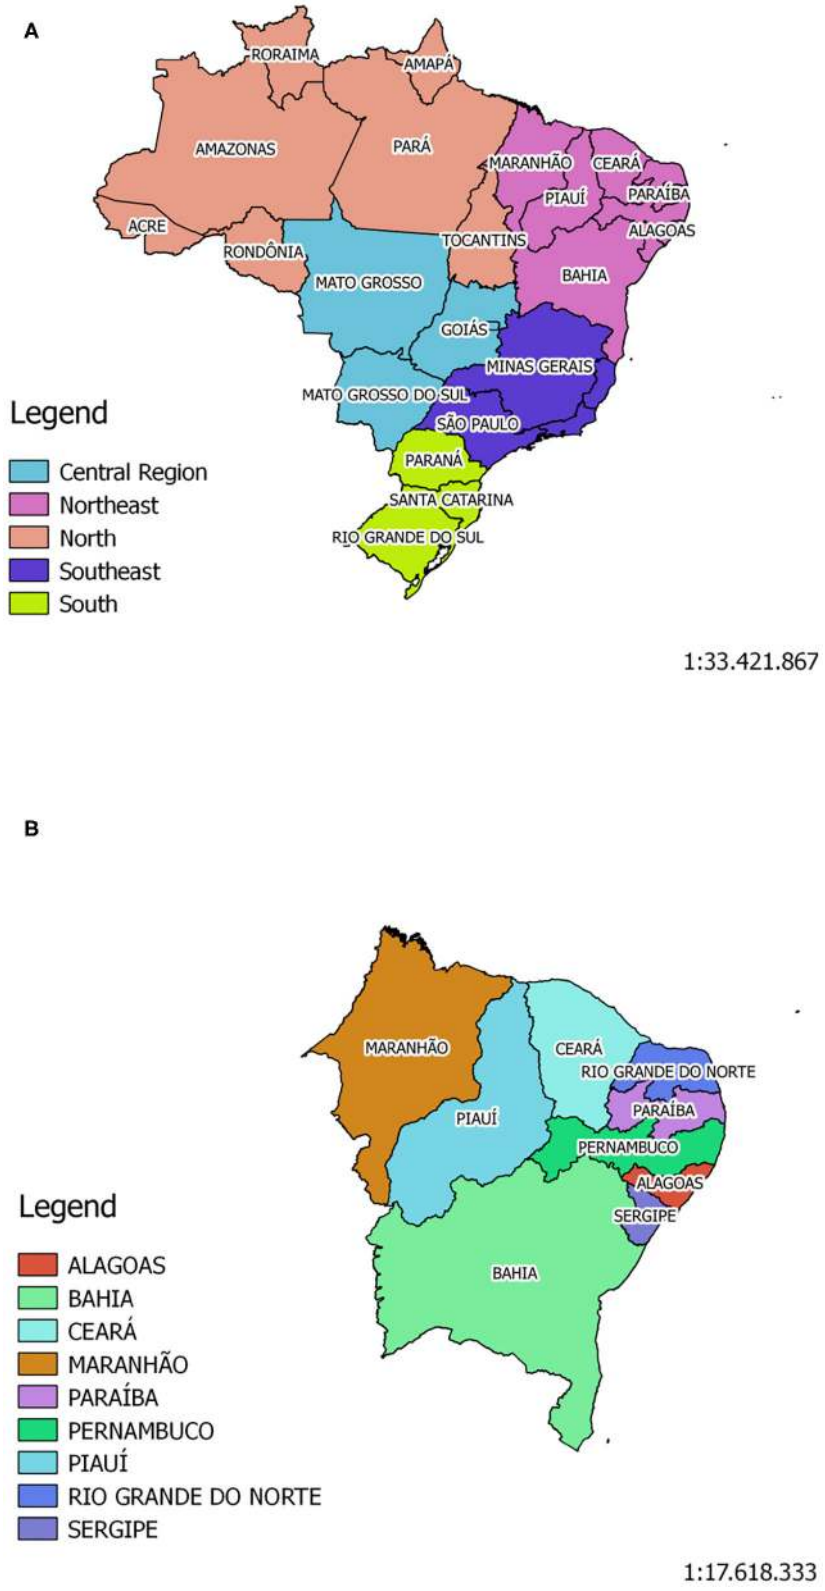 A
RORAIMA
AMAPÁ
AMAZONAS
PARÁ
MARANHÃO
CEARÁ
PIAUÍ
PARAÍBA
ACRE
ALAGOAS
TOCANTINS
RONDÔNIA
BAHIA
MATO GROSSO
GOIÁS
MINAS GERAIS
MATO GROSSO DO SUL
SÃO PAULO
PARANÁ
SANTA CATARINA
RIO GRANDE DO SUL
Legend
Central Region
Northeast
North
Southeast
South
1:33.421.867
B
MARANHÃO
CEARÁ
RIO GRANDE DO NORTE
PARAÍBA
PIAUÍ
PERNAMBUCO
ALAGOAS
SERGIPE
BAHIA
Legend
ALAGOAS
BAHIA
CEARÁ
MARANHÃO
PARAÍBA
PERNAMBUCO
PIAUÍ
RIO GRANDE DO NORTE
SERGIPE
1:17.618.333